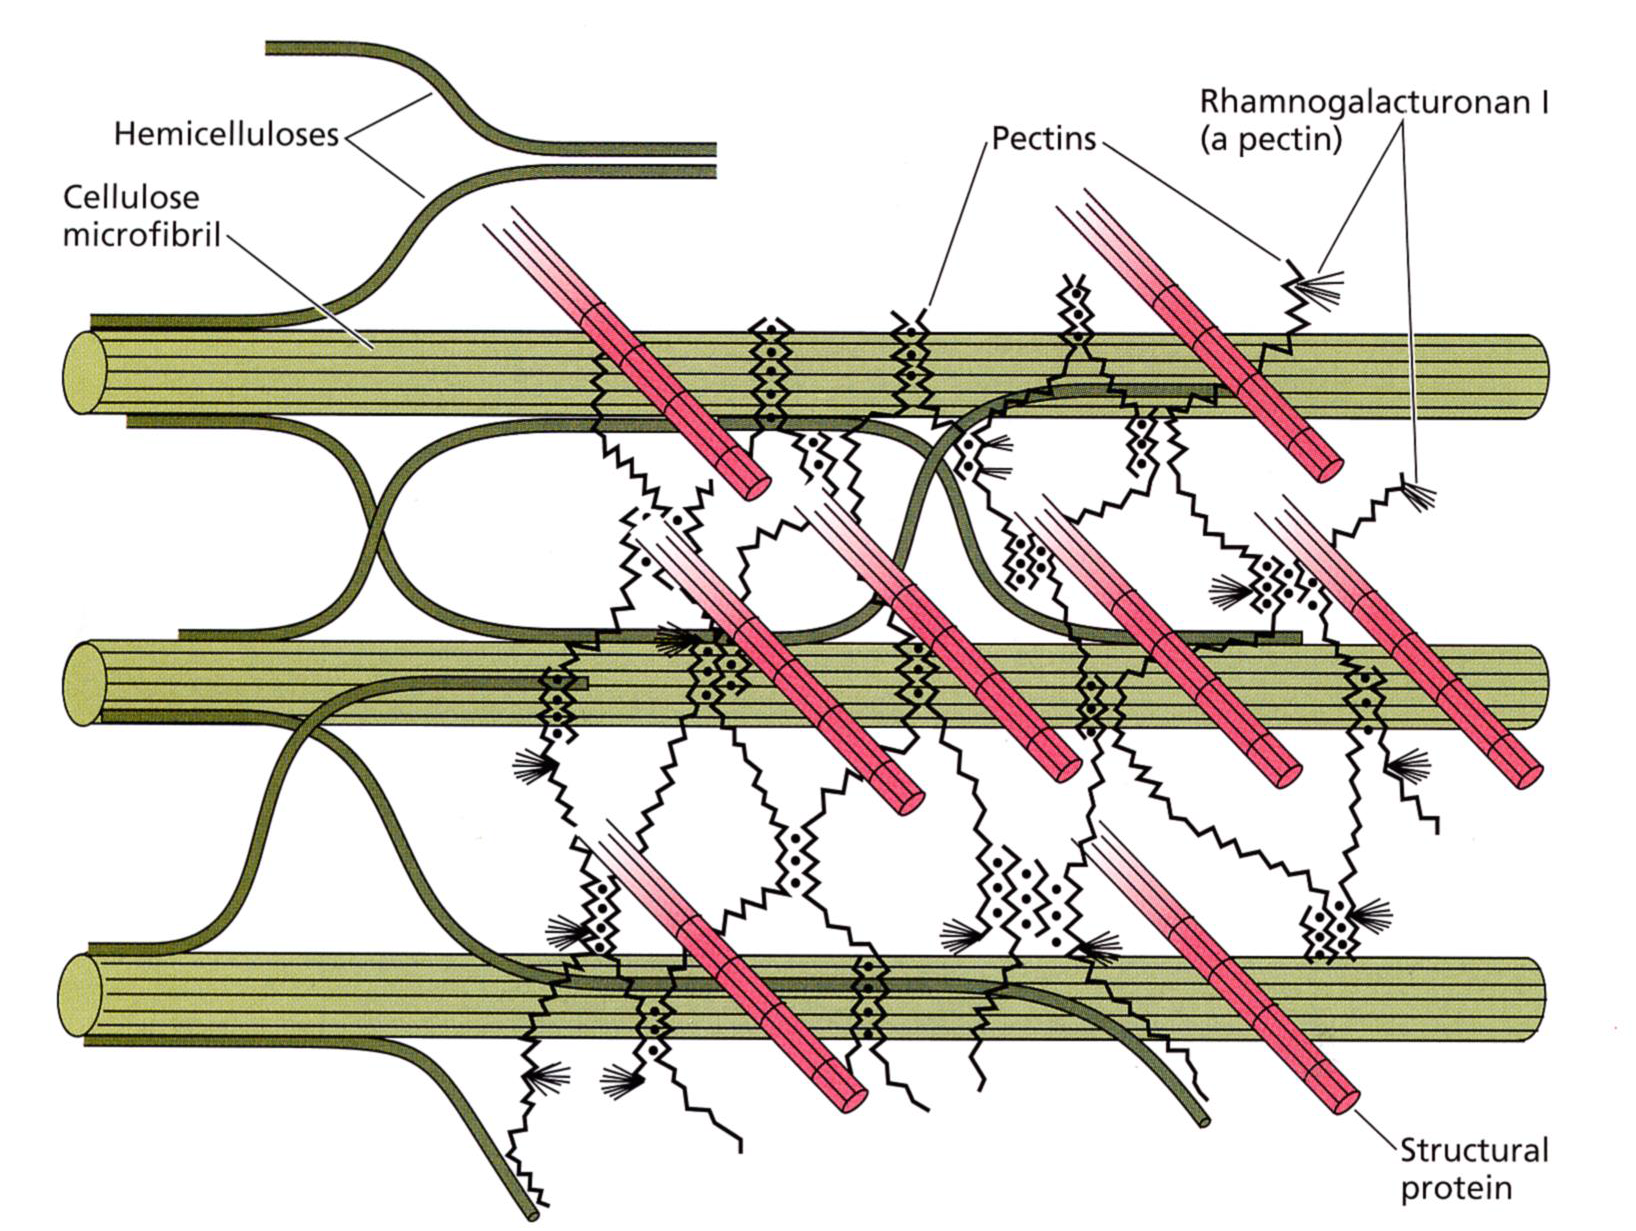 Rhamnogalacturonan I
(a pectin)
Pectins
Hemicelluloses
Cellulose
microfibril
Structural
protein